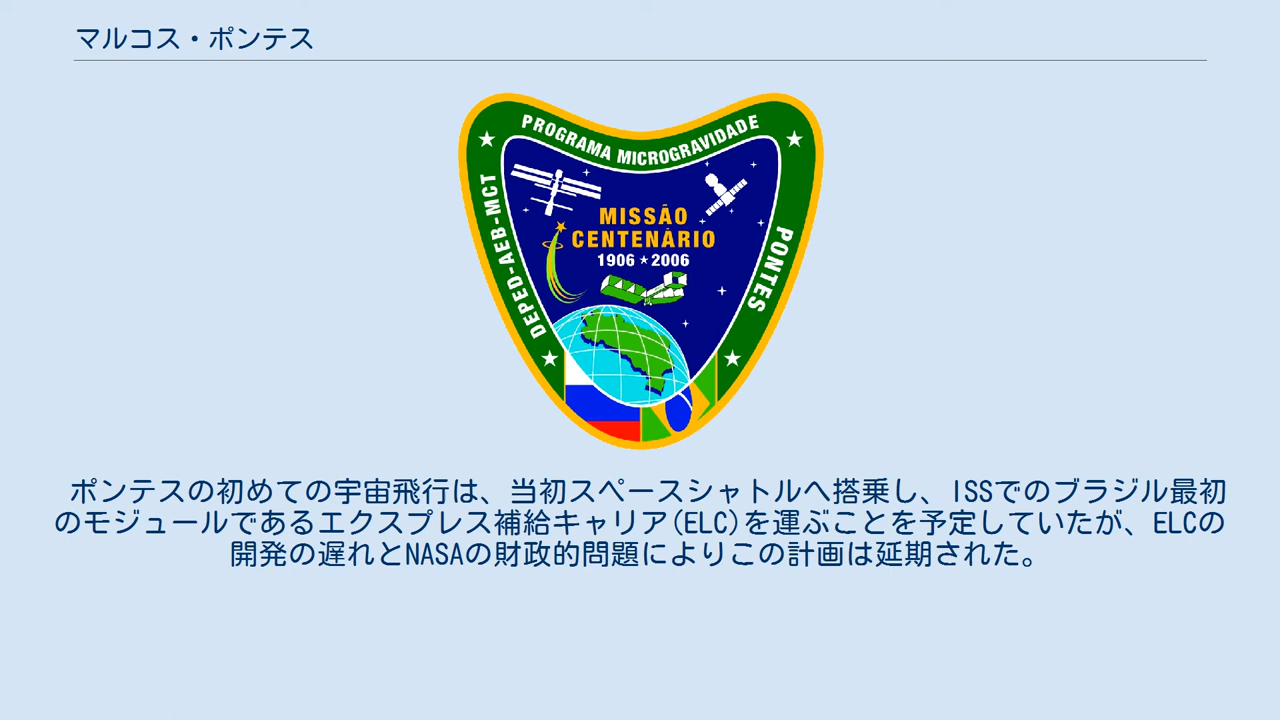 マルコス・ポンテス
PROGRAMA MICROGRAVIDADE
DEPED-AEB-MCT
PONTES
MISSÃO
CENTENÁRIO
1906 ★ 2006
ポンテスの初めての宇宙飛行は、当初スペースシャトルへ搭乗し、ISSでのブラジル最初
のモジュールであるエクスプレス補給キャリア(ELC)を運ぶことを予定していたが、ELCの
開発の遅れとNASAの財政的問題によりこの計画は延期された。